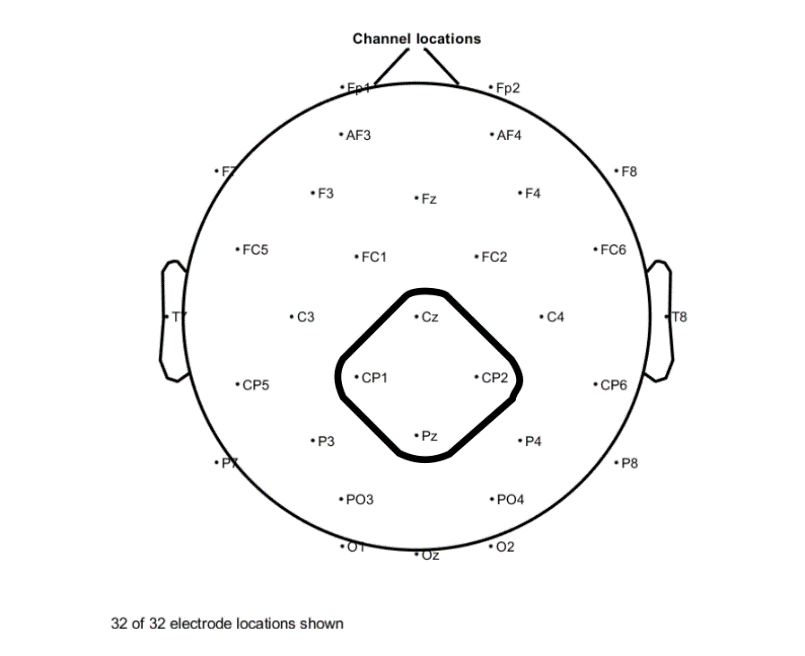 Channel locations
Fp1 Fp2
AF3 AF4
F7 F8
F3 Fz F4
FC5 FC1 FC2 FC6
T7 C3 Cz C4 T8
CP5 CP1 CP2 CP6
P3 Pz P4
P7 P8
PO3 PO4
O1 Oz O2
32 of 32 electrode locations shown